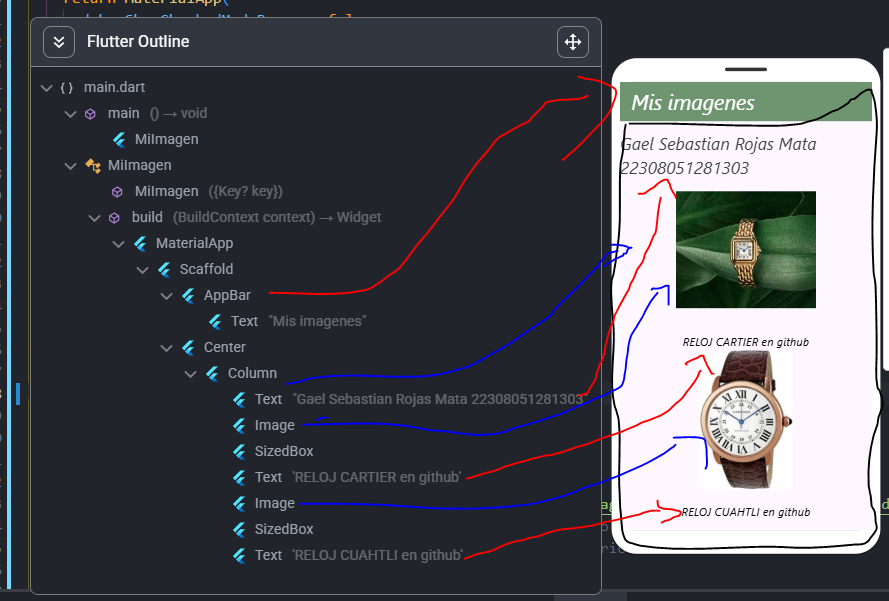 return MaterialApp(
Flutter Outline
{} main.dart
main () → void
MiImagen
MiImagen
MiImagen ({Key? key})
build (BuildContext context) → Widget
MaterialApp
Scaffold
AppBar
Text "Mis imagenes"
Center
Column
Text "Gael Sebastian Rojas Mata 22308051281303
Image
SizedBox
Text 'RELOJ CARTIER en github'
Image
SizedBox
Text 'RELOJ CUAHTLI en github'
Mis imagenes
Gael Sebastian Rojas Mata
22308051281303
RELOJ CARTIER en github
RELOJ CUAHTLI en github